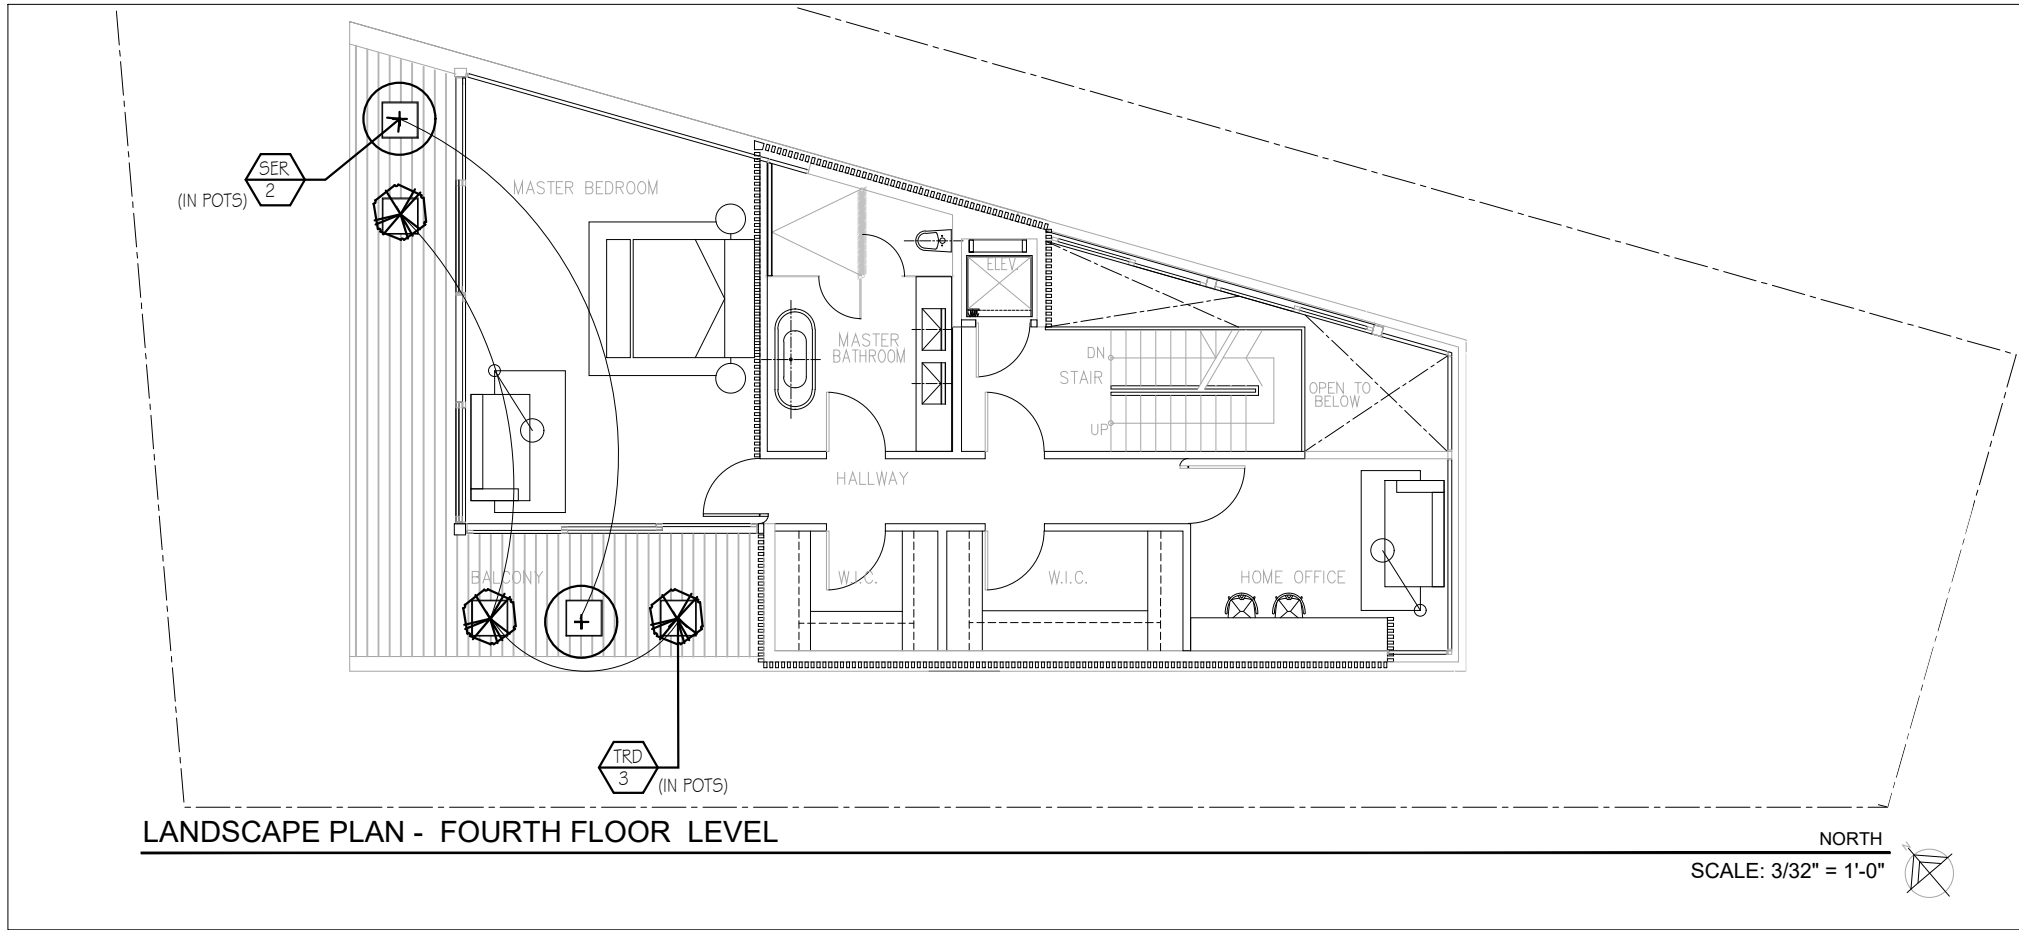 SER
2
(IN POTS)
MASTER BEDROOM
ELEV.
MASTER
BATHROOM
DN
STAIR
UP
OPEN TO
BELOW
HALLWAY
BALCONY
W.I.C.
W.I.C.
HOME OFFICE
TRD
3
(IN POTS)
LANDSCAPE PLAN - FOURTH FLOOR LEVEL
NORTH
SCALE: 3/32" = 1'-0"
N